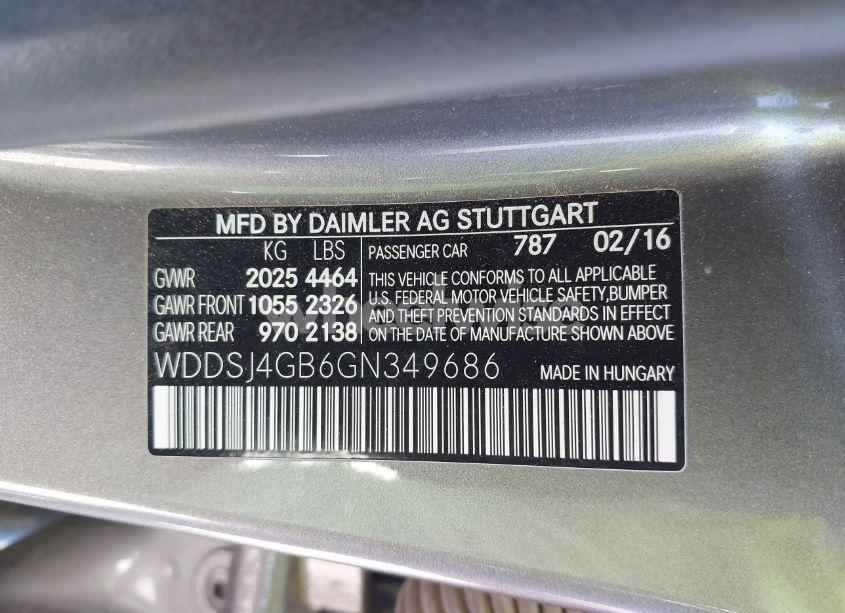 MFD BY DAIMLER AG STUTTGART
KG LBS PASSENGER CAR 787 02/16
GVWR 2025 4464 THIS VEHICLE CONFORMS TO ALL APPLICABLE
GAWR FRONT 1055 2326 U.S. FEDERAL MOTOR VEHICLE SAFETY, BUMPER
AND THEFT PREVENTION STANDARDS IN EFFECT
GAWR REAR 970 2138 ON THE DATE OF MANUFACTURE SHOWN ABOVE.
WDDSJ4GB6GN349686 MADE IN HUNGARY